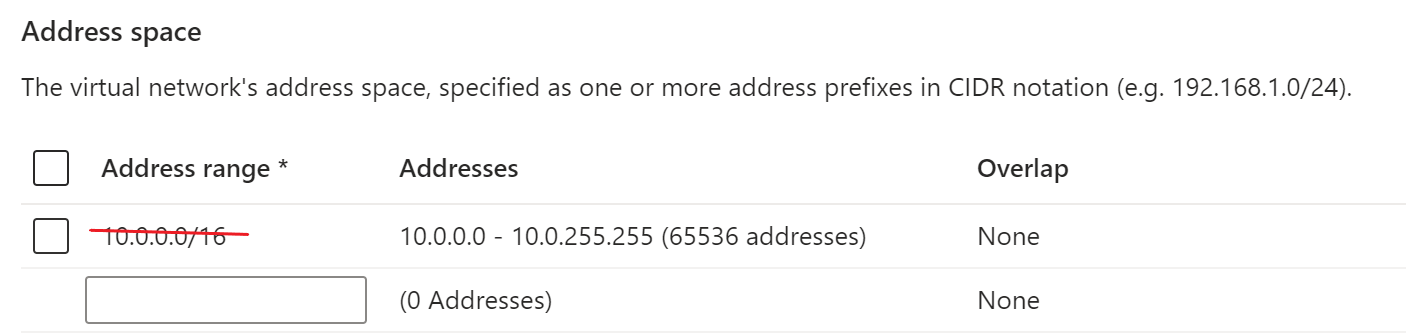 Address space
The virtual network's address space, specified as one or more address prefixes in CIDR notation (e.g. 192.168.1.0/24).
Address range * Addresses Overlap
10.0.0.0/16 10.0.0.0 - 10.0.255.255 (65536 addresses) None
(0 Addresses) None